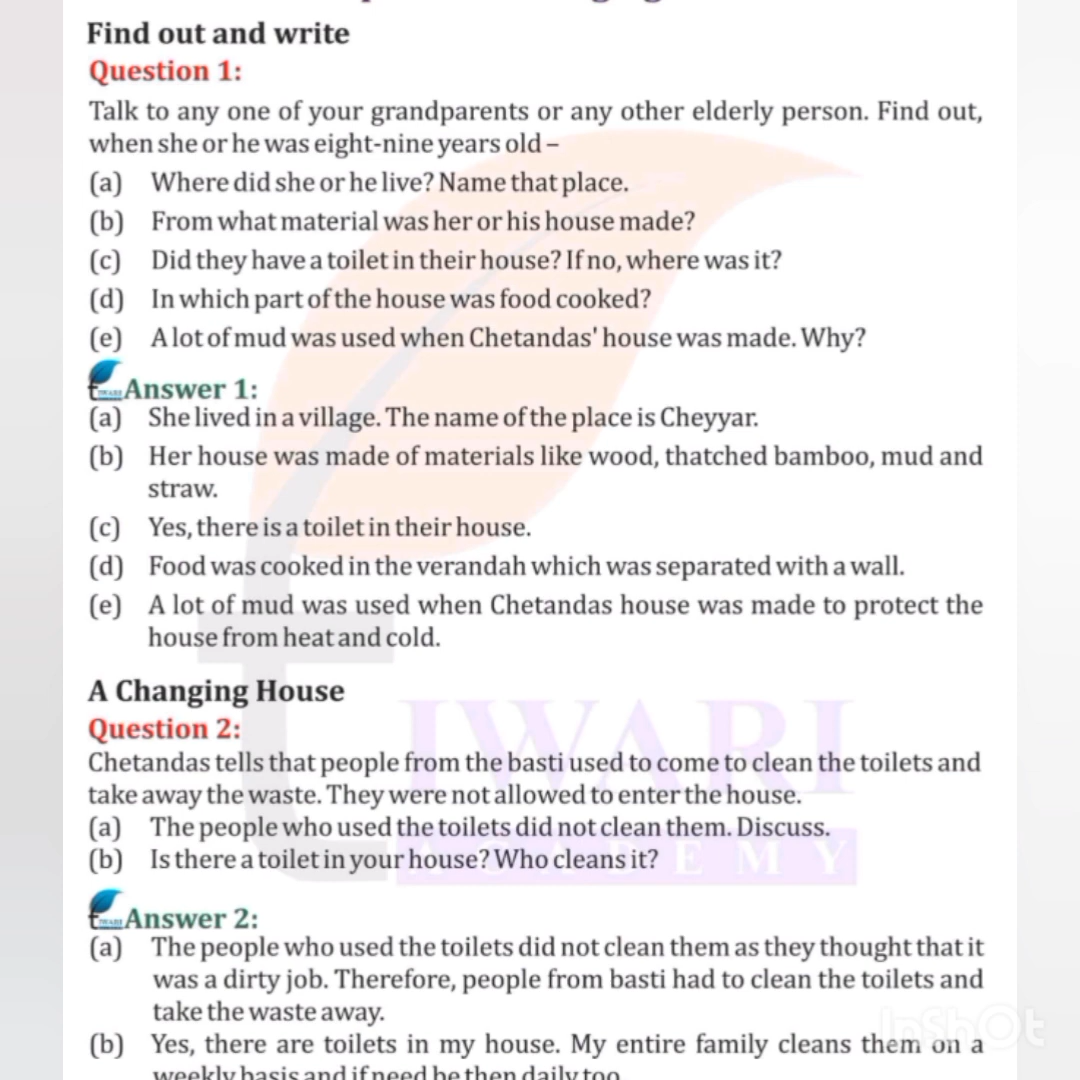 Find out and write
Question 1:
Talk to any one of your grandparents or any other elderly person. Find out,
when she or he was eight-nine years old –
(a) Where did she or he live? Name that place.
(b) From what material was her or his house made?
(c) Did they have a toilet in their house? If no, where was it?
(d) In which part of the house was food cooked?
(e) A lot of mud was used when Chetandas' house was made. Why?
Answer 1:
(a) She lived in a village. The name of the place is Cheyyar.
(b) Her house was made of materials like wood, thatched bamboo, mud and
straw.
(c) Yes, there is a toilet in their house.
(d) Food was cooked in the verandah which was separated with a wall.
(e) A lot of mud was used when Chetandas house was made to protect the
house from heat and cold.
A Changing House
Question 2:
Chetandas tells that people from the basti used to come to clean the toilets and
take away the waste. They were not allowed to enter the house.
(a) The people who used the toilets did not clean them. Discuss.
(b) Is there a toilet in your house? Who cleans it?
Answer 2:
(a) The people who used the toilets did not clean them as they thought that it
was a dirty job. Therefore, people from basti had to clean the toilets and
take the waste away.
(b) Yes, there are toilets in my house. My entire family cleans them on a
weekly basis and if need be then daily too
TIWARI
ACADEMY
InShOt